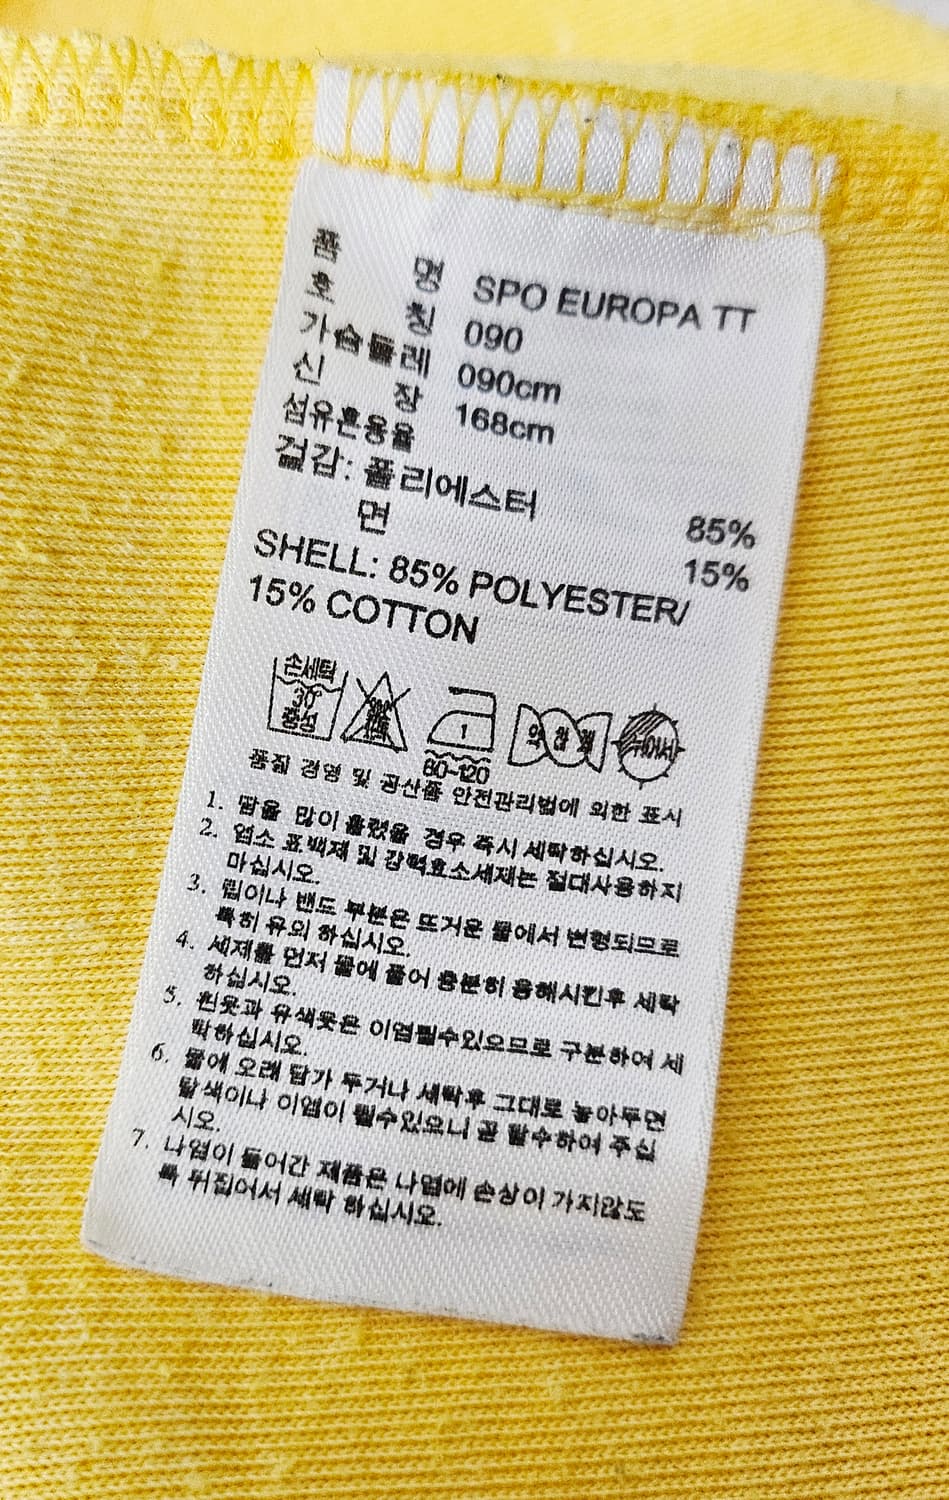 품 명 SPO EUROPA TT
호 칭 090
가슴둘레 090cm
신 장 168cm
섬유혼용율
겉감: 폴리에스터 85%
면 15%
SHELL: 85% POLYESTER/
15% COTTON
손세탁
30°
중성
1
80~120
약하게
뉘어서
품질 경영 및 공산품 안전관리법에 의한 표시
1. 땀을 많이 흘렸을 경우 즉시 세탁하십시오.
2. 염소 표백제 및 강력효소세제는 절대사용하지
마십시오.
3. 립이나 밴드 부분은 뜨거운 물에서 변형되므로
특히 유의 하십시오.
4. 세제를 먼저 물에 풀어 충분히 용해시킨후 세탁
하십시오.
5. 흰옷과 유색옷은 이염될수있으므로 구분하여 세
탁하십시오.
6. 물에 오래 담가 두거나 세탁후 그대로 놓아두면
탈색이나 이염이 될수있으니 곧 탈수하여 주십
시오.
7. 나염이 들어간 제품은 나염에 손상이 가지않도
록 뒤집어서 세탁 하십시오.